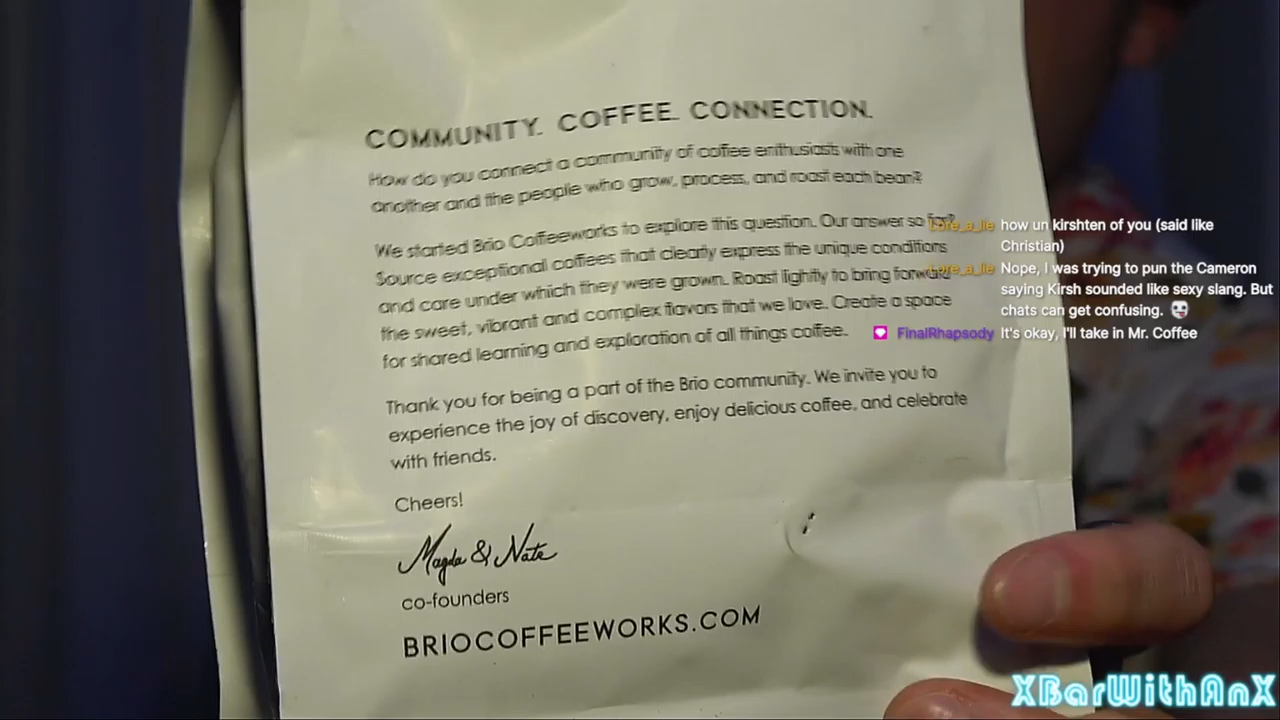 COMMUNITY. COFFEE. CONNECTION.
How do you connect a community of coffee enthusiasts with one
another and the people who grow, process, and roast each bean?
We started Brio Coffeeworks to explore this question. Our answer so far?
Source exceptional coffees that clearly express the unique conditions
and care under which they were grown. Roast lightly to bring forward
the sweet, vibrant and complex flavors that we love. Create a space
for shared learning and exploration of all things coffee.
Thank you for being a part of the Brio community. We invite you to
experience the joy of discovery, enjoy delicious coffee, and celebrate
with friends.
Cheers!
Magda & Nate
co-founders
BRIOCOFFEEWORKS.COM
Lore_a_lie how un kirshten of you (said like
Christian)
Lore_a_lie Nope, I was trying to pun the Cameron
saying Kirsh sounded like sexy slang. But
chats can get confusing.
FinalRhapsody It's okay, I'll take in Mr. Coffee
XBarWithAnX